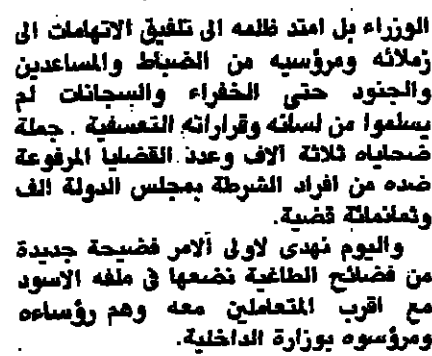 الوزراء بل امتد ظلمه الى تلفيق الاتهامات الى
زملائه ومرؤسيه من الضباط والمساعدين
والجنود حتى الخفراء والسجانات لم
يسلموا من لسانه وقراراته التعسفية . جملة
ضحاياه ثلاثة آلاف وعدد القضايا المرفوعة
ضده من افراد الشرطة بمجلس الدولة الف
وثمانمائة قضية.
واليوم نهدى لاولى الامر فضيحة جديدة
من فضائح الطاغية نضعها فى ملفه الاسود
مع اقرب المتعاملين معه وهم رؤساءه
ومرؤسوه بوزارة الداخلية.